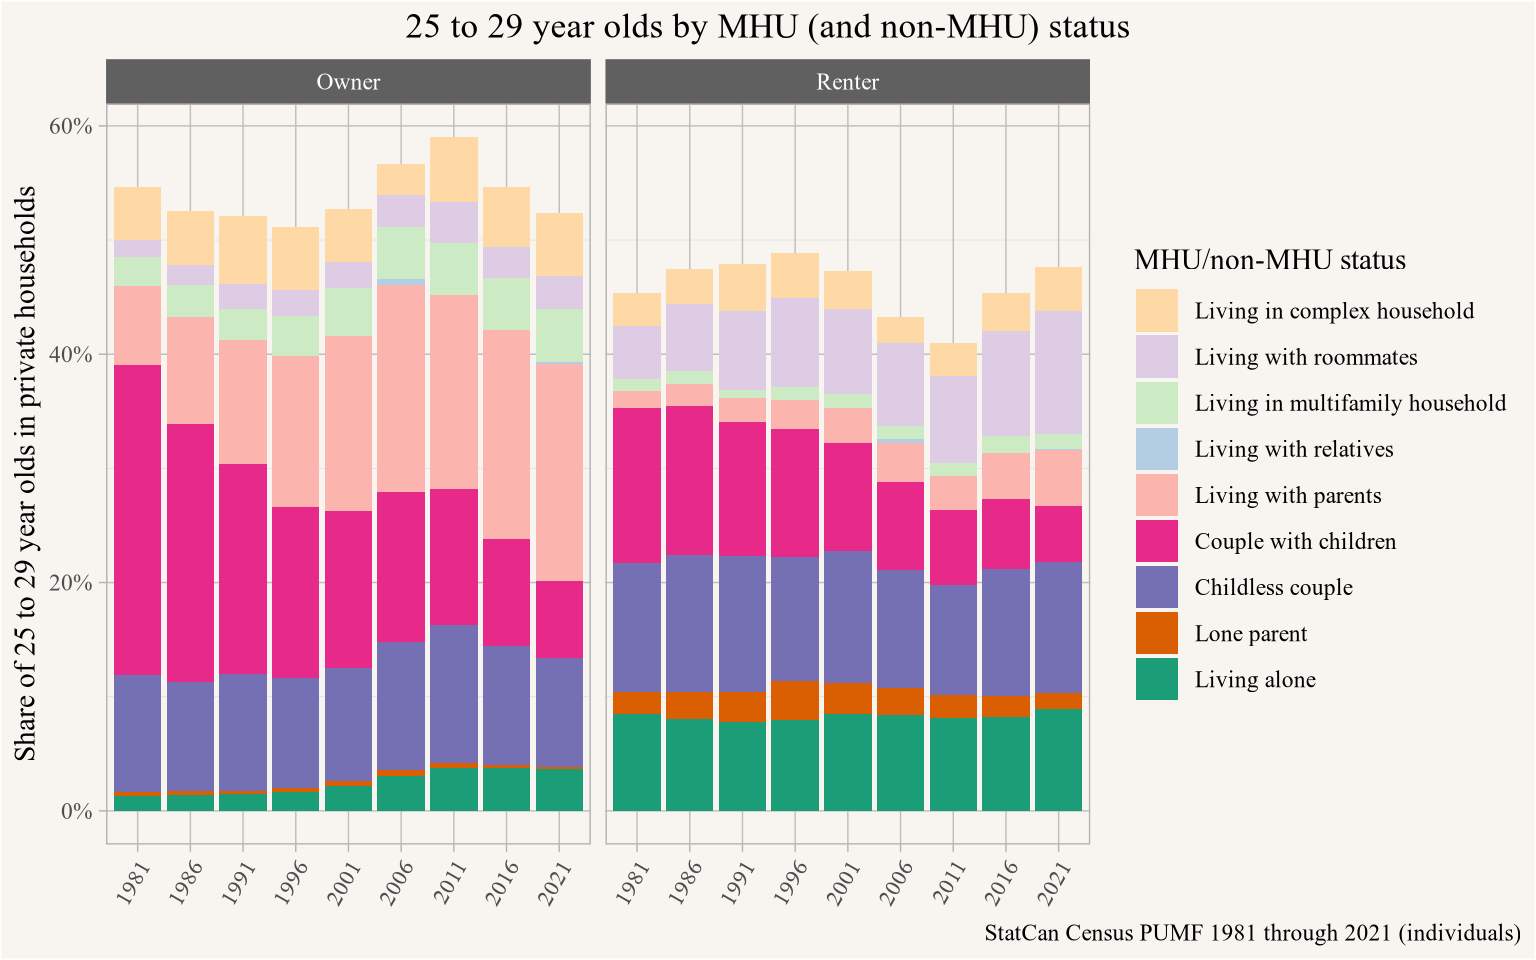 25 to 29 year olds by MHU (and non-MHU) status
Owner
Renter
Share of 25 to 29 year olds in private households
60%
40%
20%
0%
1981
1986
1991
1996
2001
2006
2011
2016
2021
1981
1986
1991
1996
2001
2006
2011
2016
2021
MHU/non-MHU status
Living in complex household
Living with roommates
Living in multifamily household
Living with relatives
Living with parents
Couple with children
Childless couple
Lone parent
Living alone
StatCan Census PUMF 1981 through 2021 (individuals)